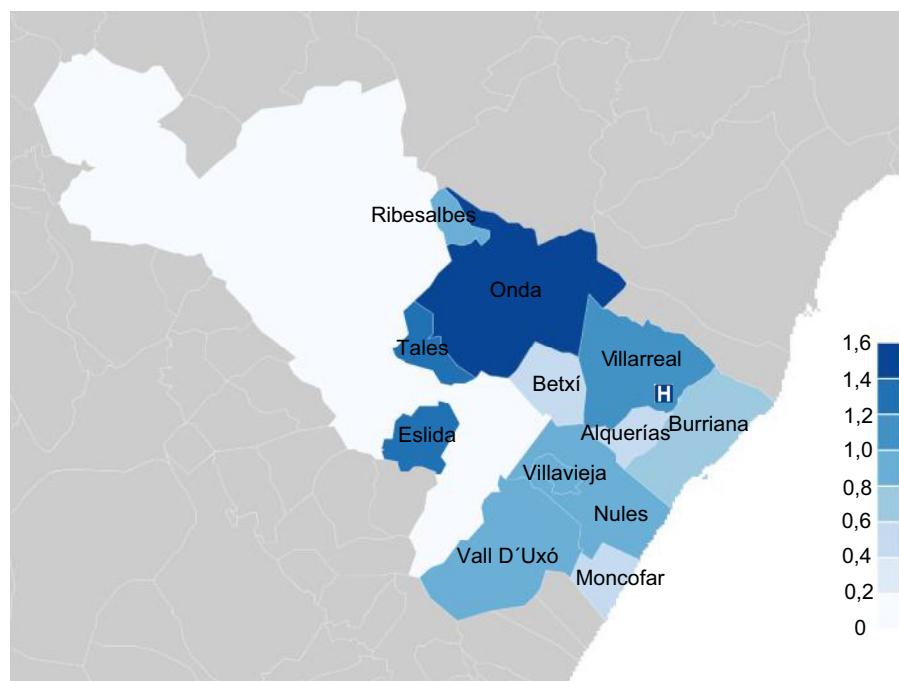 Ribesalbes
Onda
Tales
Villarreal
Betxí
H
Eslida
Alquerías
Burriana
Villavieja
Nules
Vall D´Uxó
Moncofar
1,6
1,4
1,2
1,0
0,8
0,6
0,4
0,2
0